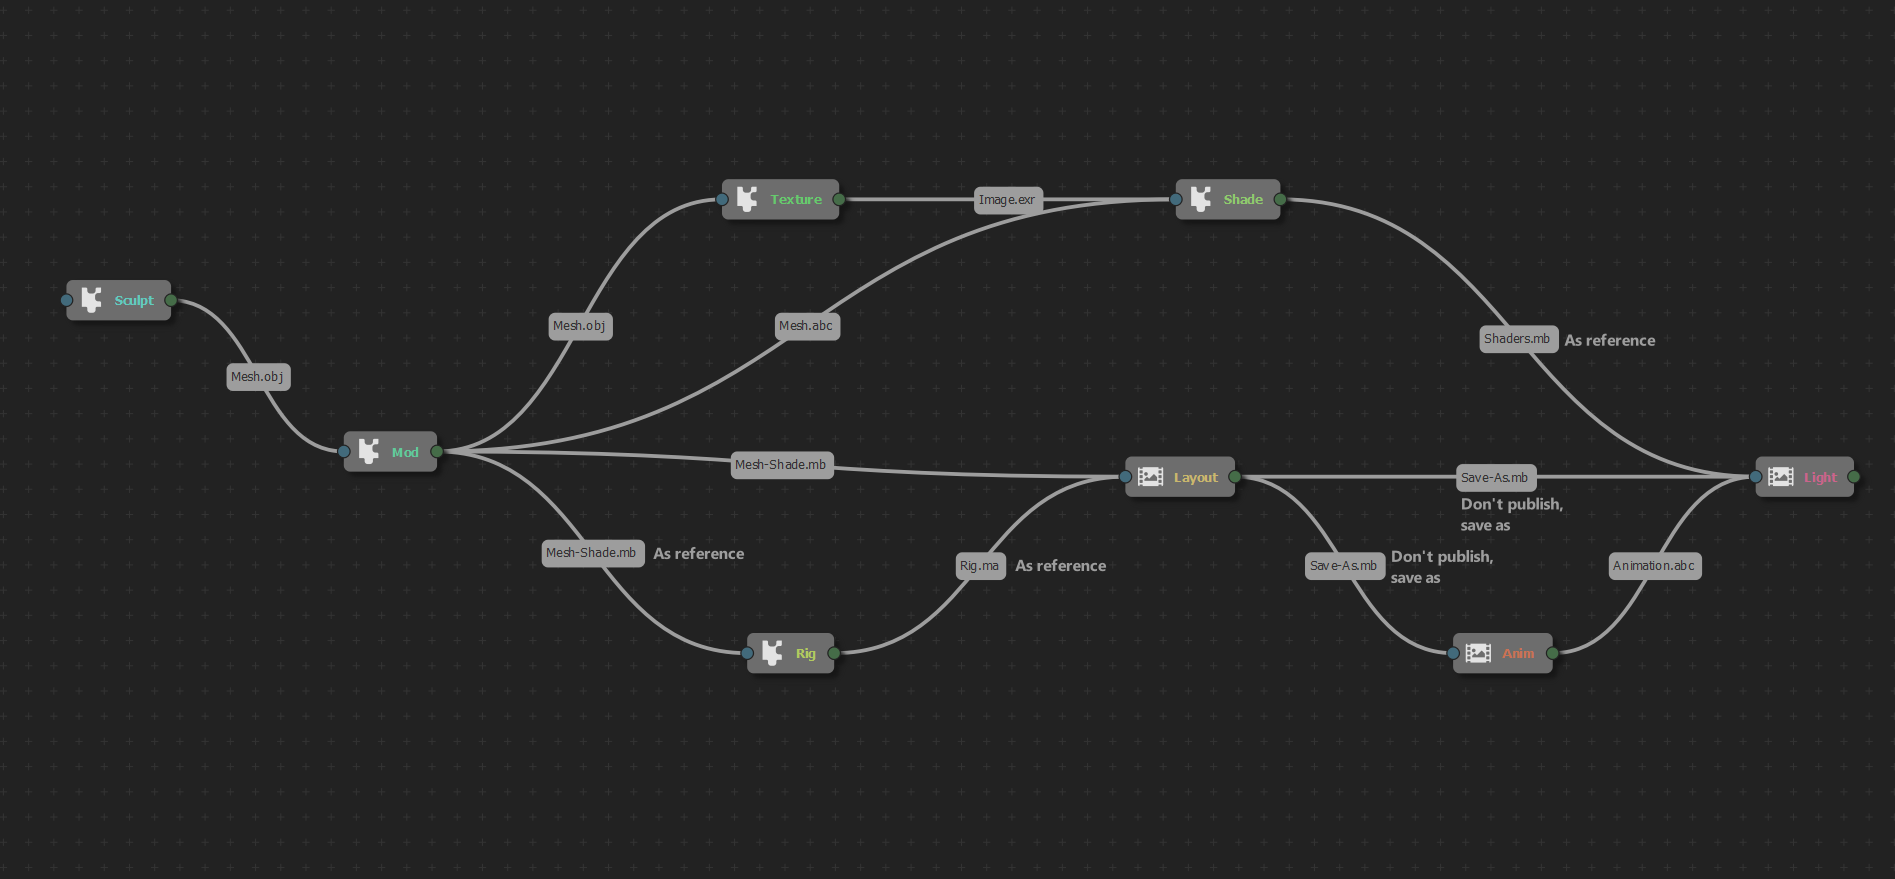 Texture
Image.exr
Shade
Sculpt
Mesh.obj
Mesh.abc
Shaders.mb As reference
Mesh.obj
Mod
Mesh-Shade.mb
Layout
Save-As.mb
Don't publish,
save as
Light
Mesh-Shade.mb As reference
Rig.ma As reference
Save-As.mb
Don't publish,
save as
Animation.abc
Rig
Anim